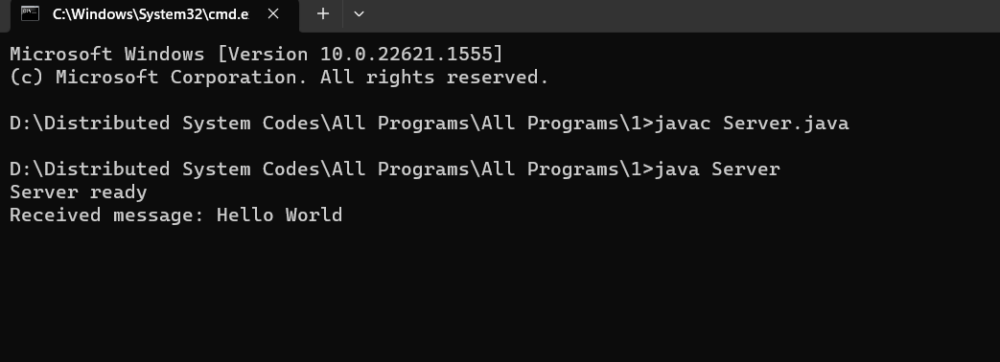 C:\Windows\System32\cmd.e
Microsoft Windows [Version 10.0.22621.1555]
(c) Microsoft Corporation. All rights reserved.
D:\Distributed System Codes\All Programs\All Programs\1>javac Server.java
D:\Distributed System Codes\All Programs\All Programs\1>java Server
Server ready
Received message: Hello World